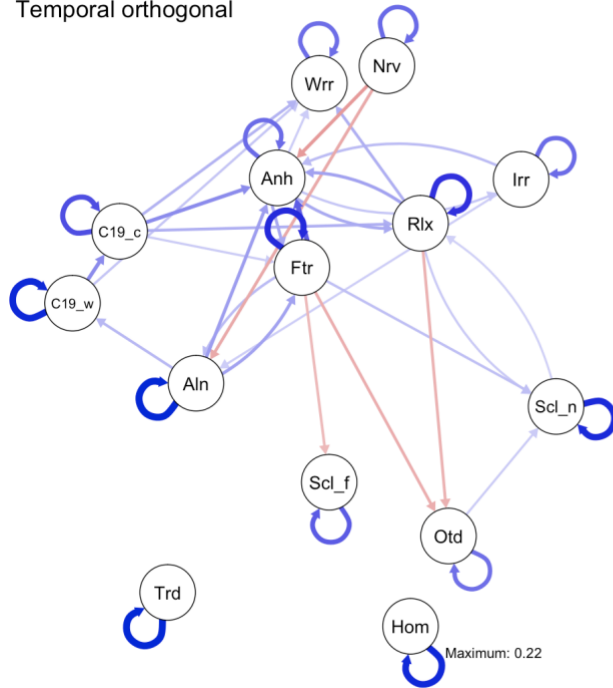 Temporal orthogonal
Wrr
Nrv
Anh
Irr
C19_c
Rlx
Ftr
C19_w
Aln
Scl_n
Scl_f
Otd
Trd
Hom
Maximum: 0.22